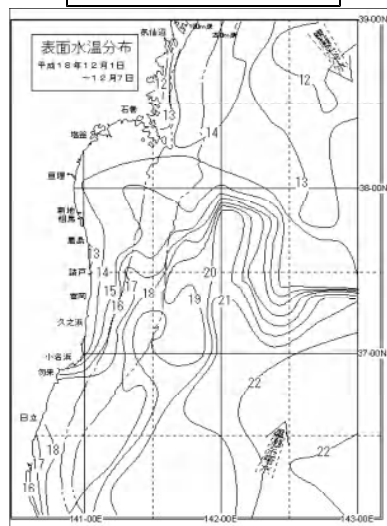 表面水温分布
平成18年12月1日
～12月7日
39-00N
気仙沼
石巻
塩釜
亘理
新地
相馬
鹿島
請戸
富岡
久之浜
小名浜
勿来
日立
38-00N
37-00N
12
12
13
13
14
13
14
15
16
17
18
19
20
21
22
22
18
17
16
141-00E
142-00E
143-00E